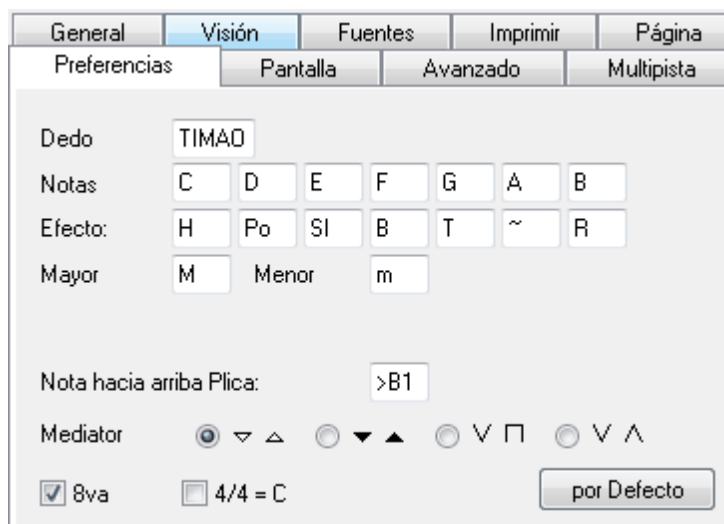 General Visión Fuentes Imprimir Página
Preferencias Pantalla Avanzado Multipista
Dedo TIMAO
Notas C D E F G A B
Efecto: H Po Sl B T ~ R
Mayor M Menor m
Nota hacia arriba Plica: >B1
Mediator
8va 4/4 = C por Defecto